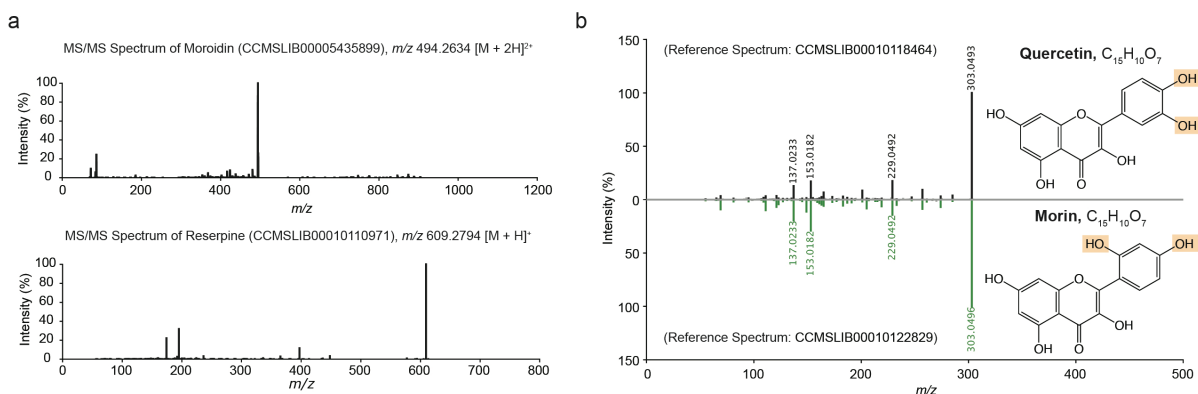 a
MS/MS Spectrum of Moroidin (CCMSLIB00005435899), m/z 494.2634 [M + 2H]²⁺
Intensity (%)
100
80
60
40
20
0
0 200 400 600 800 1000 1200
m/z
MS/MS Spectrum of Reserpine (CCMSLIB00010110971), m/z 609.2794 [M + H]⁺
Intensity (%)
100
80
60
40
20
0
0 100 200 300 400 500 600 700 800
m/z
b
Intensity (%)
150
100
50
0
50
100
150
(Reference Spectrum: CCMSLIB00010118464)
137.0233
153.0182
229.0492
303.0493
Quercetin, C₁₅H₁₀O₇
OH
OH
HO
O
OH
OH O
137.0233
153.0182
229.0492
303.0496
Morin, C₁₅H₁₀O₇
HO OH
HO
O
OH
OH O
(Reference Spectrum: CCMSLIB00010122829)
0 100 200 300 400 500
m/z